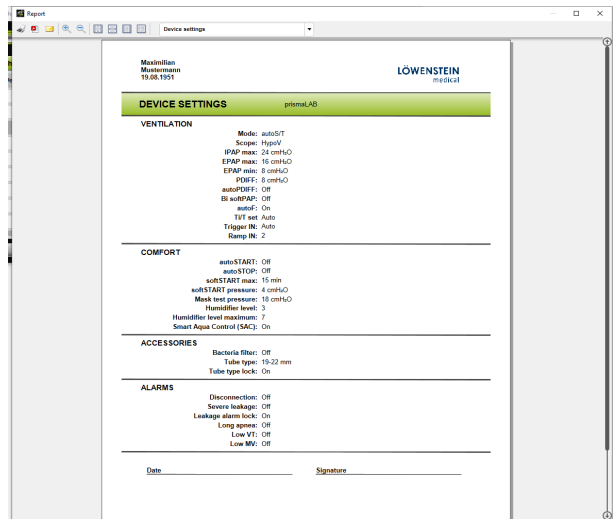 Report
Device settings
Maximilian
Mustermann
19.08.1951
LÖWENSTEIN
medical
DEVICE SETTINGS prismaLAB
VENTILATION
Mode: autoS/T
Scope: HypoV
IPAP max: 24 cmH₂O
EPAP max: 16 cmH₂O
EPAP min: 8 cmH₂O
PDIFF: 8 cmH₂O
autoPDIFF: Off
Bi softPAP: Off
autoF: On
Ti/T set Auto
Trigger IN: Auto
Ramp IN: 2
COMFORT
autoSTART: Off
autoSTOP: Off
softSTART max: 15 min
softSTART pressure: 4 cmH₂O
Mask test pressure: 18 cmH₂O
Humidifier level: 3
Humidifier level maximum: 7
Smart Aqua Control (SAC): On
ACCESSORIES
Bacteria filter: Off
Tube type: 19-22 mm
Tube type lock: On
ALARMS
Disconnection: Off
Severe leakage: Off
Leakage alarm lock: On
Long apnea: Off
Low VT: Off
Low MV: Off
Date Signature